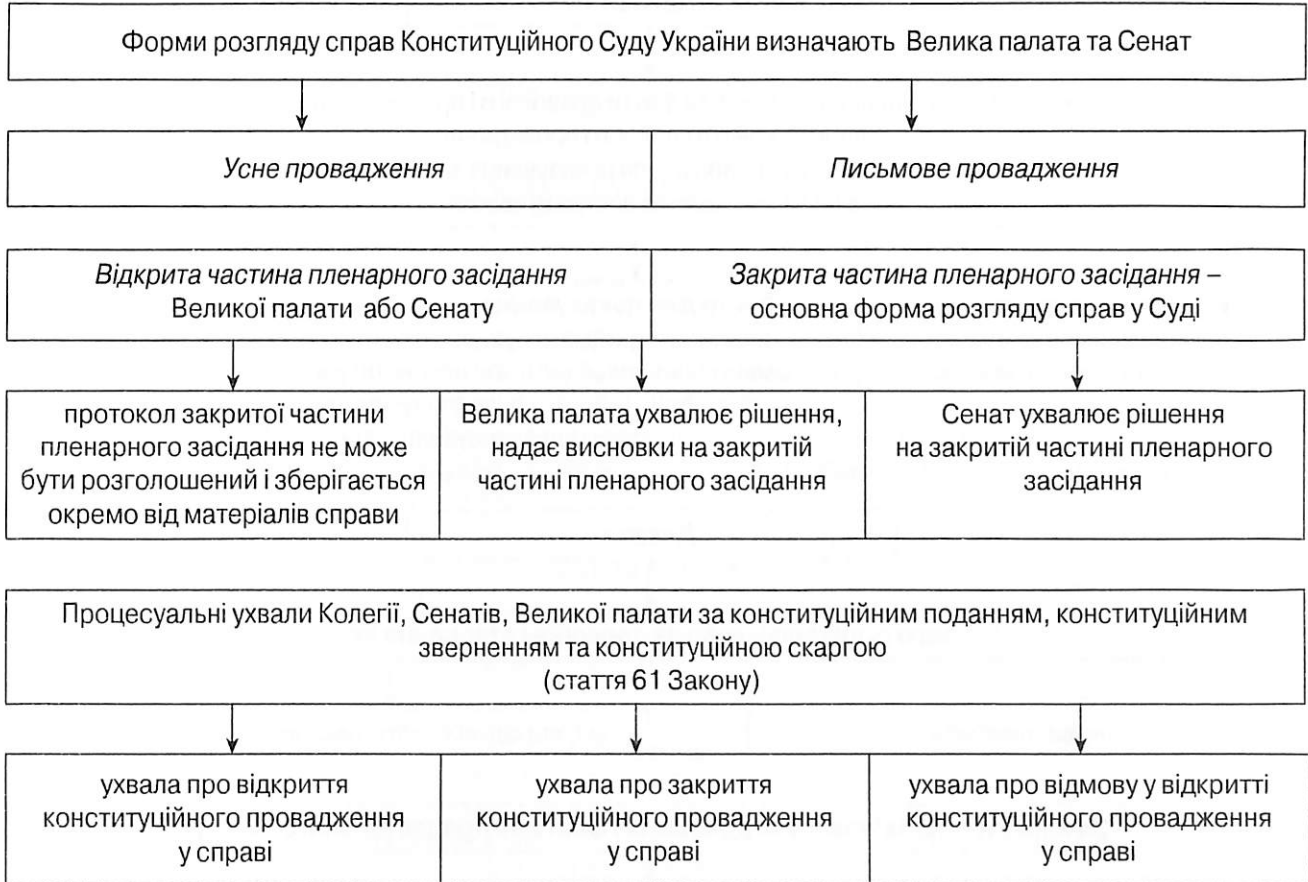 Форми розгляду справ Конституційного Суду України визначають Велика палата та Сенат
Усне провадження
Письмове провадження
Відкрита частина пленарного засідання
Великої палати або Сенату
Закрита частина пленарного засідання –
основна форма розгляду справ у Суді
протокол закритої частини
пленарного засідання не може
бути розголошений і зберігається
окремо від матеріалів справи
Велика палата ухвалює рішення,
надає висновки на закритій
частині пленарного засідання
Сенат ухвалює рішення
на закритій частині пленарного
засідання
Процесуальні ухвали Колегії, Сенатів, Великої палати за конституційним поданням, конституційним
зверненням та конституційною скаргою
(стаття 61 Закону)
ухвала про відкриття
конституційного провадження
у справі
ухвала про закриття
конституційного провадження
у справі
ухвала про відмову у відкритті
конституційного провадження
у справі